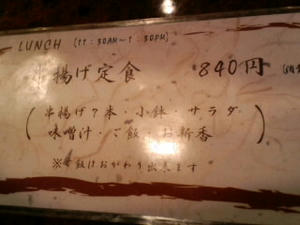 LUNCH (11:30AM~1:30PM)
串揚げ定食 840円
串揚げ7本・小鉢・サラダ
味噌汁・ご飯・お新香
※ご飯はおかわり出来ます